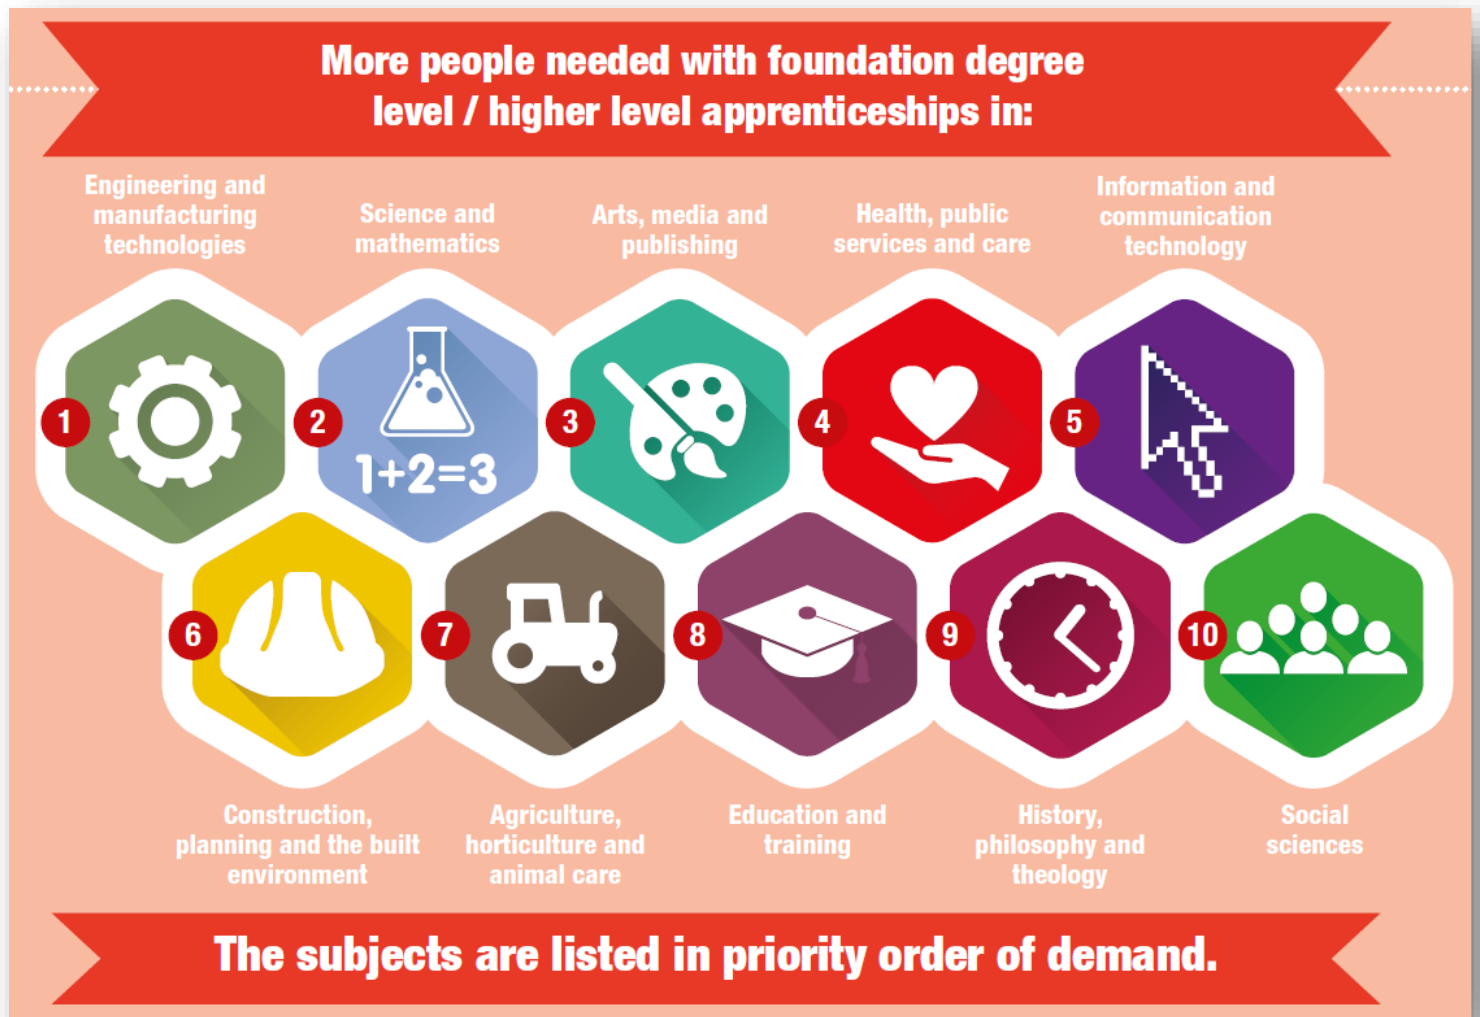 More people needed with foundation degree
level / higher level apprenticeships in:
Engineering and
manufacturing
technologies
Science and
mathematics
Arts, media and
publishing
Health, public
services and care
Information and
communication
technology
1
2
1+2=3
3
4
5
6
7
8
9
10
Construction,
planning and the built
environment
Agriculture,
horticulture and
animal care
Education and
training
History,
philosophy and
theology
Social
sciences
The subjects are listed in priority order of demand.